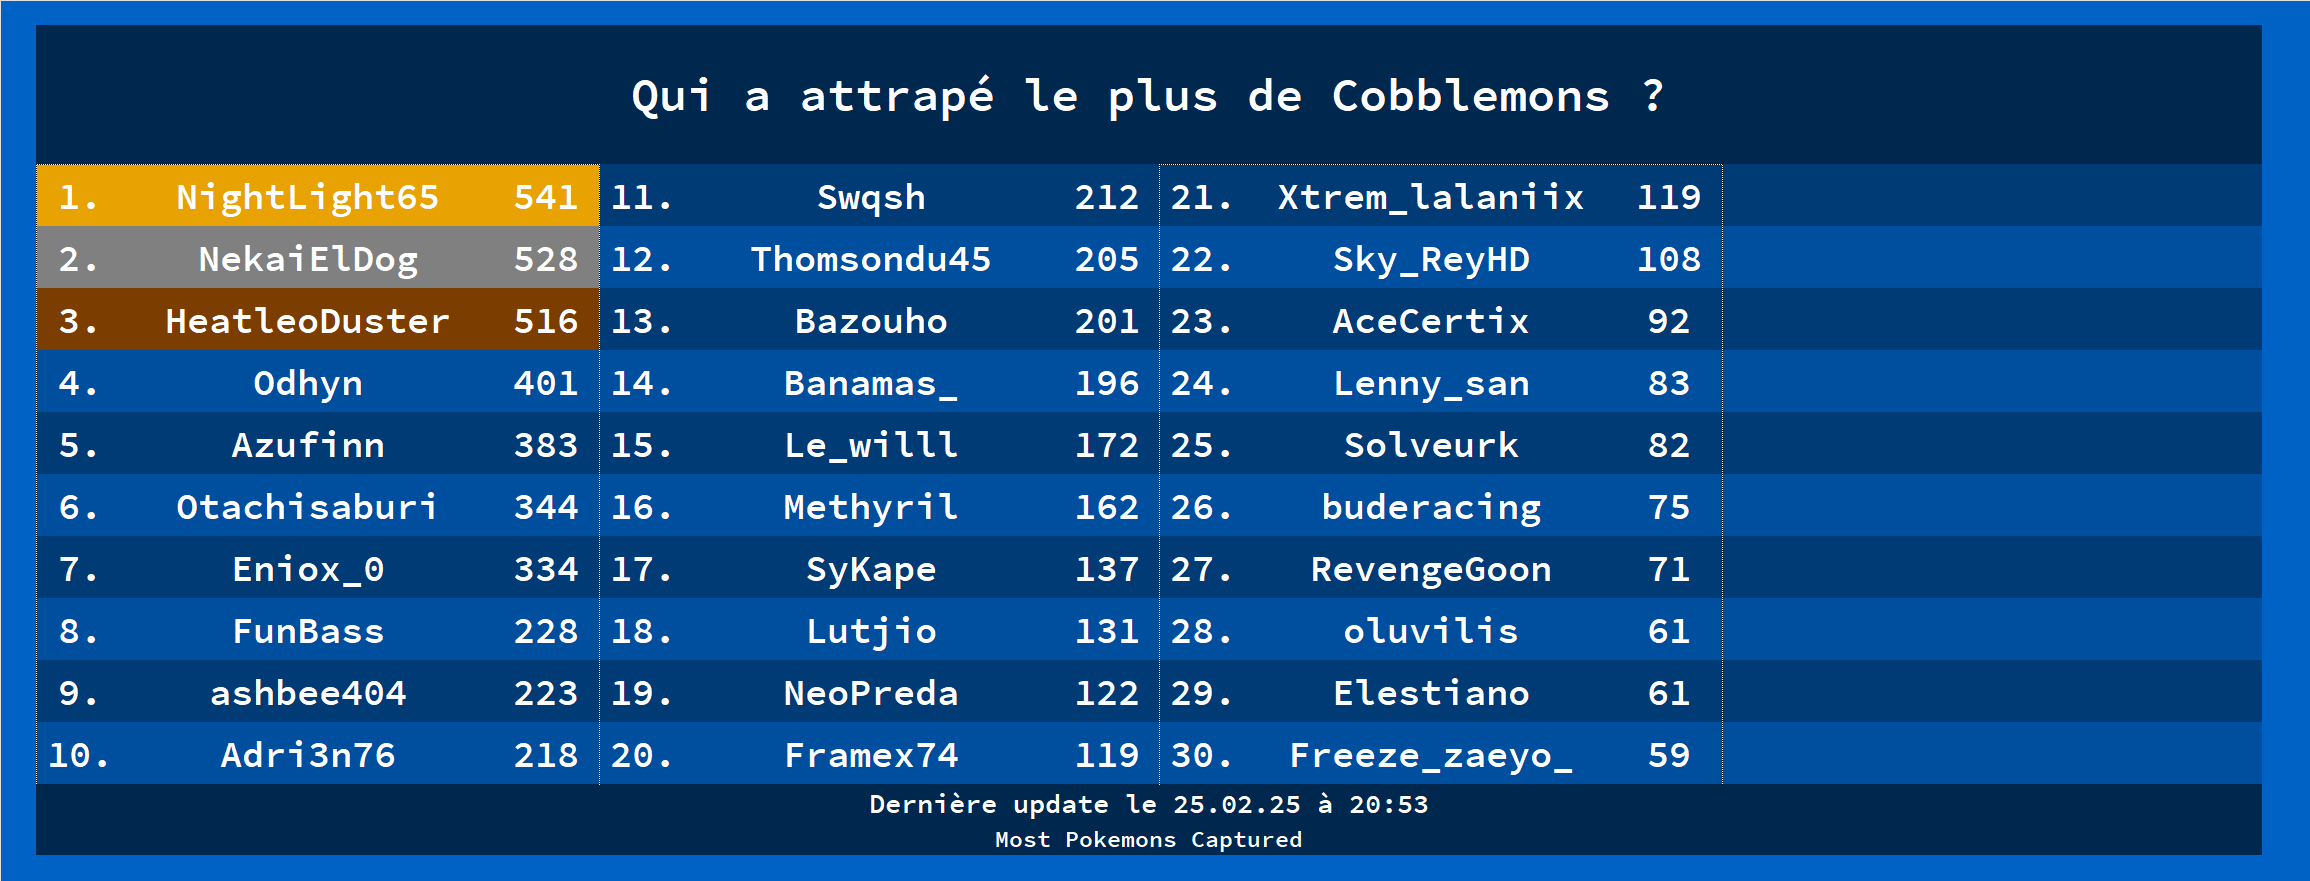 Qui a attrapé le plus de Cobblemons ?
1. NightLight65 541
2. NekaiElDog 528
3. HeatleoDuster 516
4. Odhyn 401
5. Azufinn 383
6. Otachisaburi 344
7. Eniox_0 334
8. FunBass 228
9. ashbee404 223
10. Adri3n76 218
11. Swqsh 212
12. Thomsondu45 205
13. Bazouho 201
14. Banamas_ 196
15. Le_willl 172
16. Methyril 162
17. SyKape 137
18. Lutjio 131
19. NeoPreda 122
20. Framex74 119
21. Xtrem_lalaniix 119
22. Sky_ReyHD 108
23. AceCertix 92
24. Lenny_san 83
25. Solveurk 82
26. buderacing 75
27. RevengeGoon 71
28. oluvilis 61
29. Elestiano 61
30. Freeze_zaeyo_ 59
Dernière update le 25.02.25 à 20:53
Most Pokemons Captured